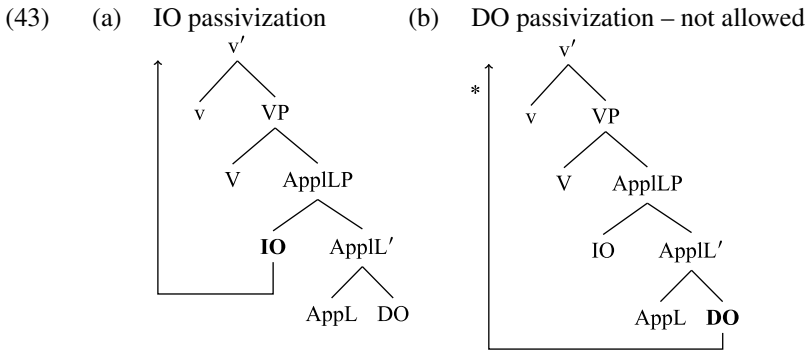 (43) (a) IO passivization (b) DO passivization – not allowed
v′ v′
*
v VP v VP
V ApplLP V ApplLP
IO ApplL′ IO ApplL′
AppL DO AppL DO